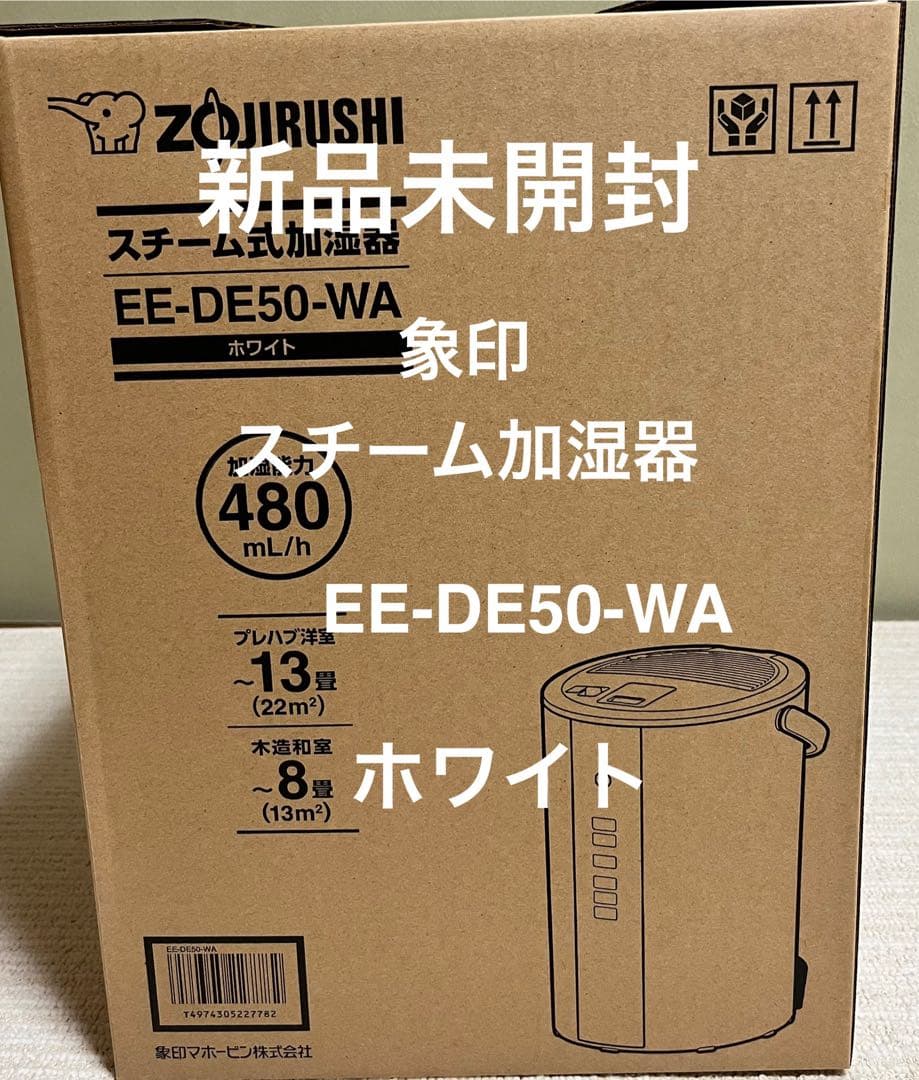 ZOJIRUSHI
新品未開封
スチーム式加湿器
EE-DE50-WA
ホワイト
象印
スチーム加湿器
加湿能力
480
mL/h
EE-DE50-WA
プレハブ洋室
~13畳
(22m²)
木造和室
~8畳
(13m²)
ホワイト
EE-DE50-WA
T4974305227782
象印マホービン株式会社